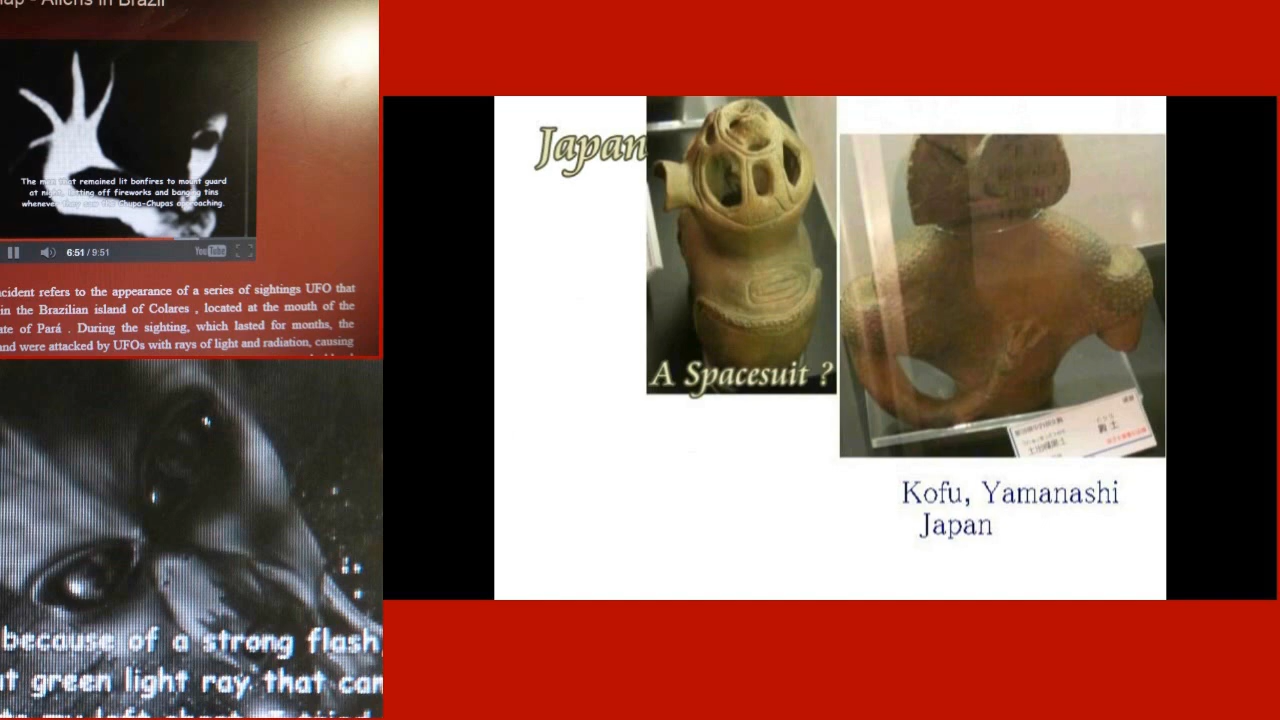 Aliens in Brazil
The men that remained lit bonfires to mount guard
at night, letting off fireworks and banging tins
whenever they saw the Chupa-Chupas approaching.
6:51 / 9:51
YouTube
incident refers to the appearance of a series of sightings UFO that
in the Brazilian island of Colares , located at the mouth of the
ate of Pará . During the sighting, which lasted for months, the
and were attacked by UFOs with rays of light and radiation, causing
because of a strong flash,
at green light ray that can
Japan
A Spacesuit ?
Kofu, Yamanashi
Japan